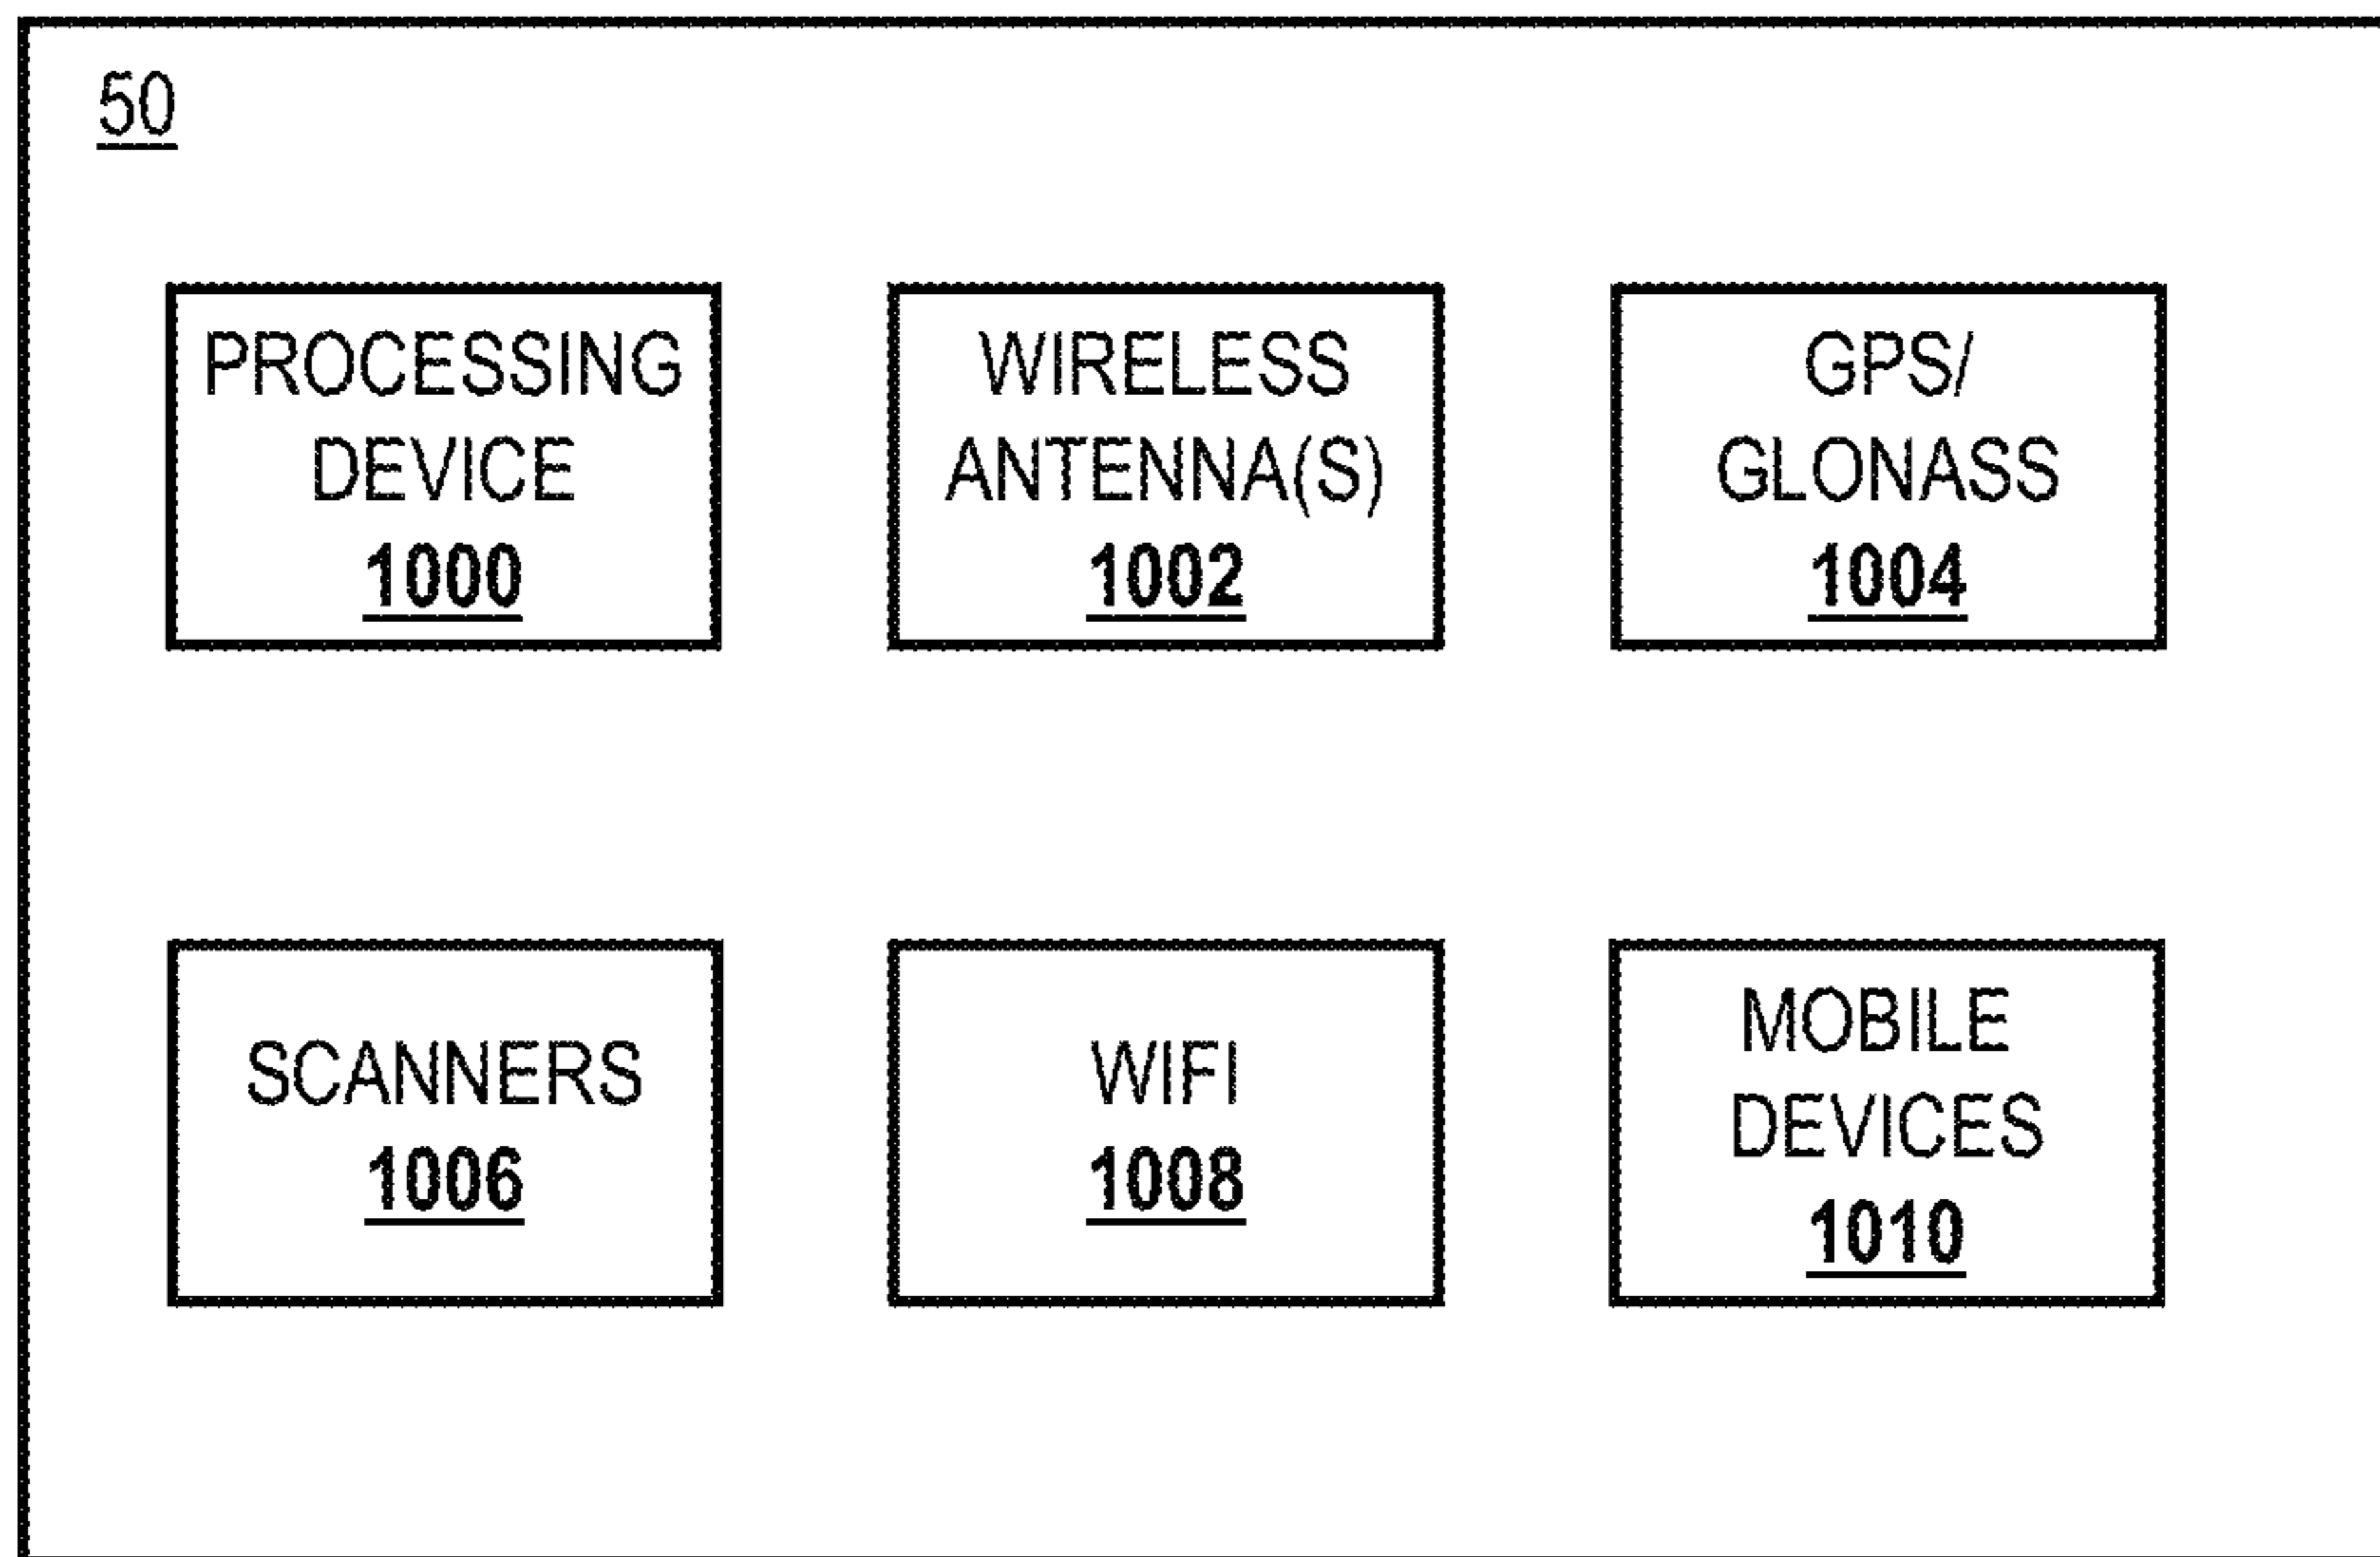 50
PROCESSING
DEVICE
1000
WIRELESS
ANTENNA(S)
1002
GPS/
GLONASS
1004
SCANNERS
1006
WIFI
1008
MOBILE
DEVICES
1010